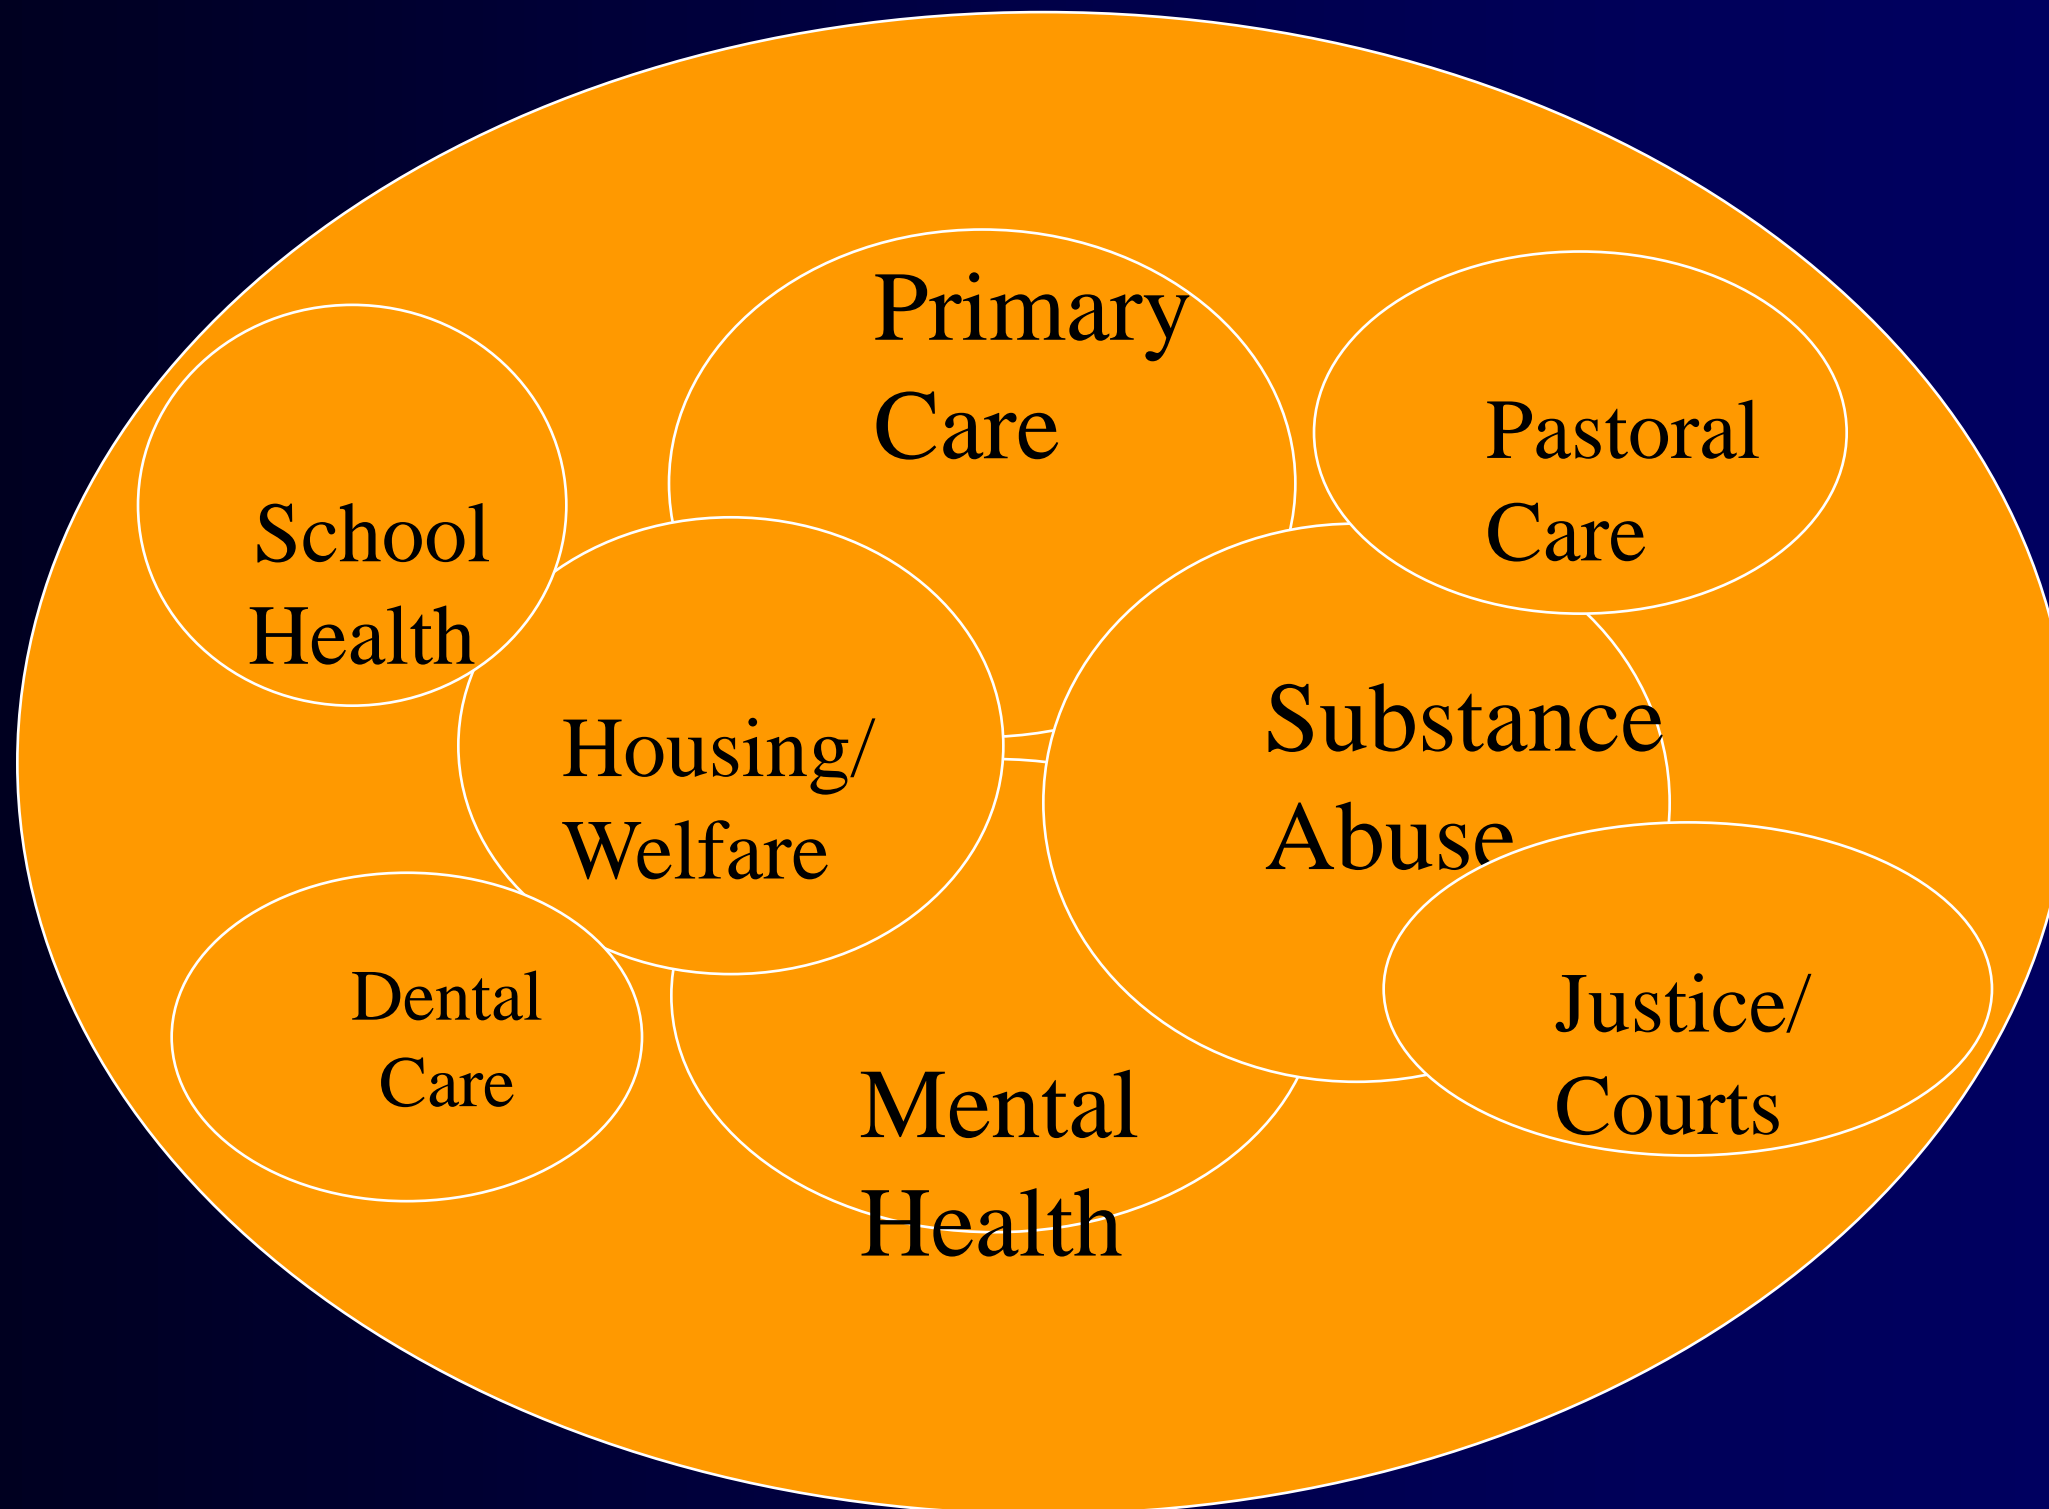 Primary
Care
Pastoral
Care
School
Health
Housing/
Welfare
Substance
Abuse
Dental
Care
Justice/
Courts
Mental
Health